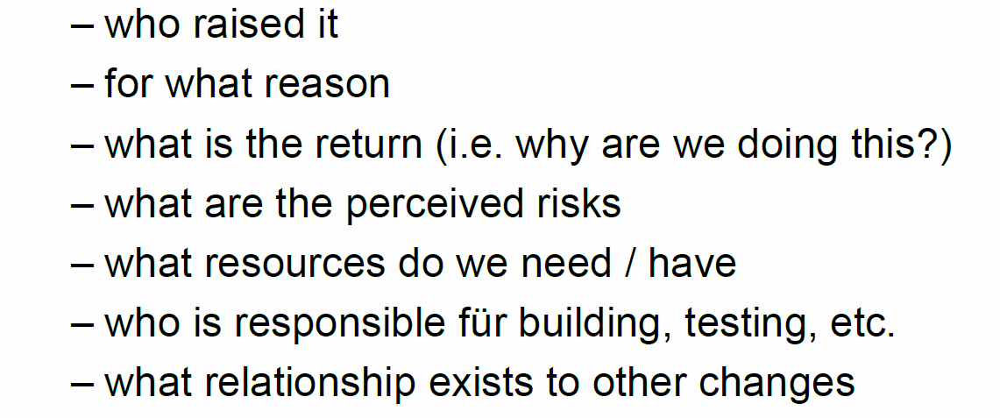 – who raised it
– for what reason
– what is the return (i.e. why are we doing this?)
– what are the perceived risks
– what resources do we need / have
– who is responsible für building, testing, etc.
– what relationship exists to other changes